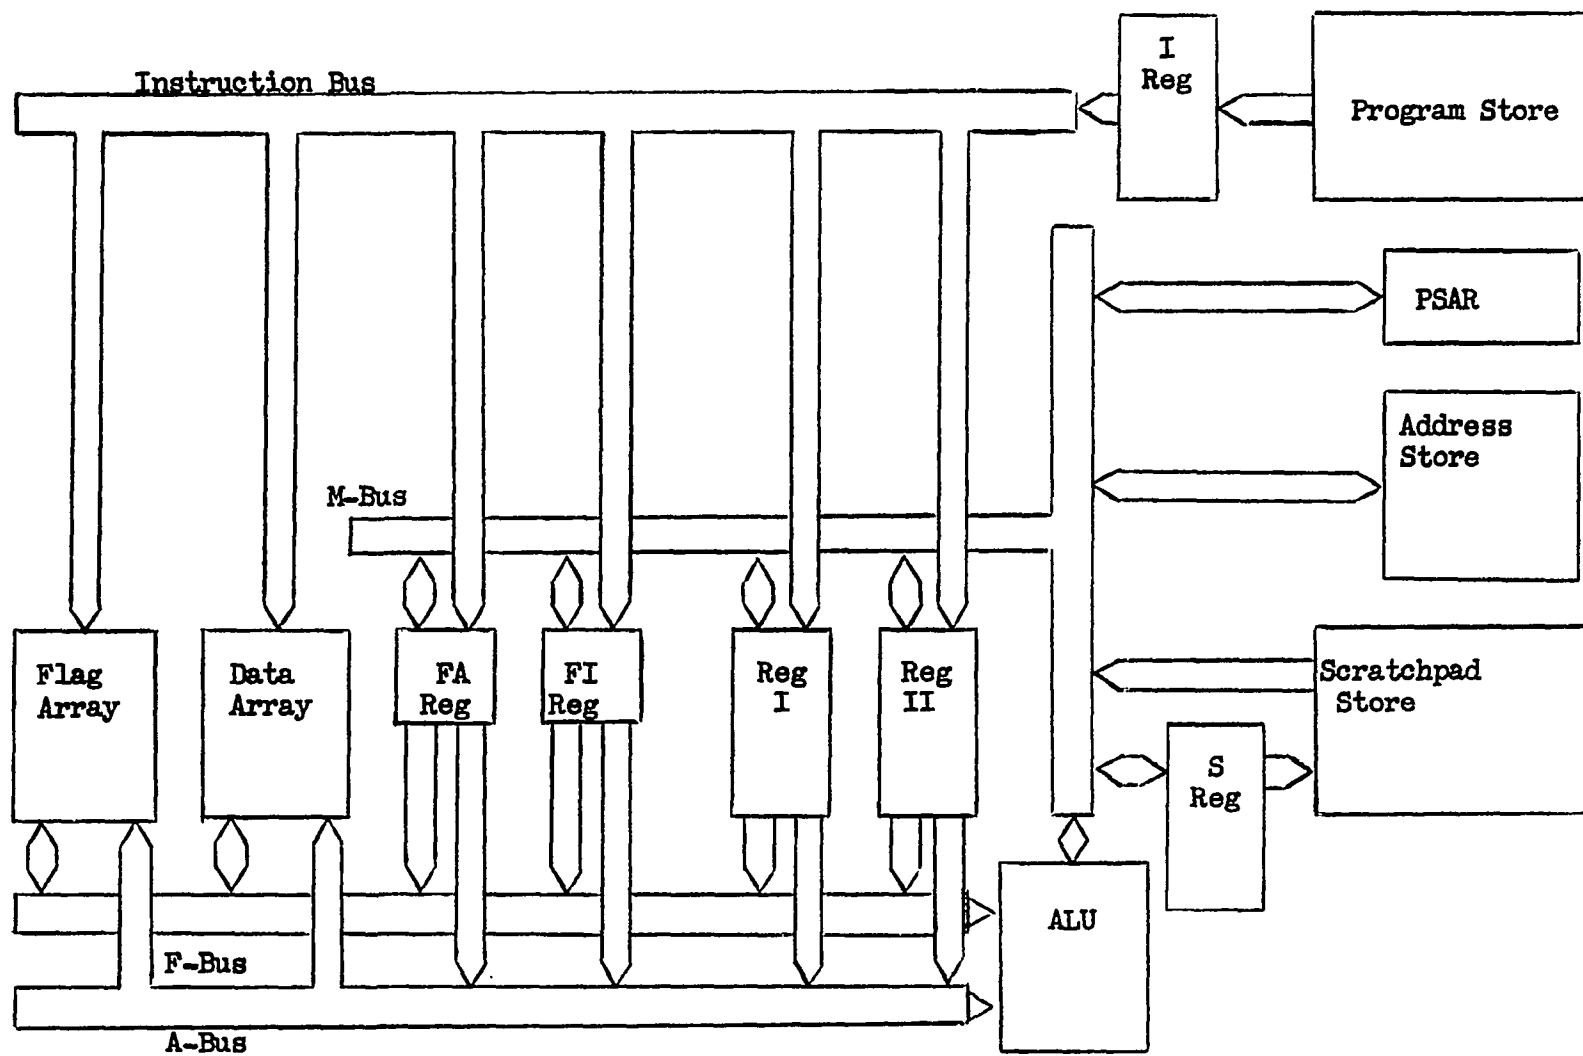 Instruction Bus
I
Reg
Program Store
PSAR
Address
Store
M-Bus
Flag
Array
Data
Array
FA
Reg
FI
Reg
Reg
I
Reg
II
Scratchpad
Store
S
Reg
ALU
F-Bus
A-Bus